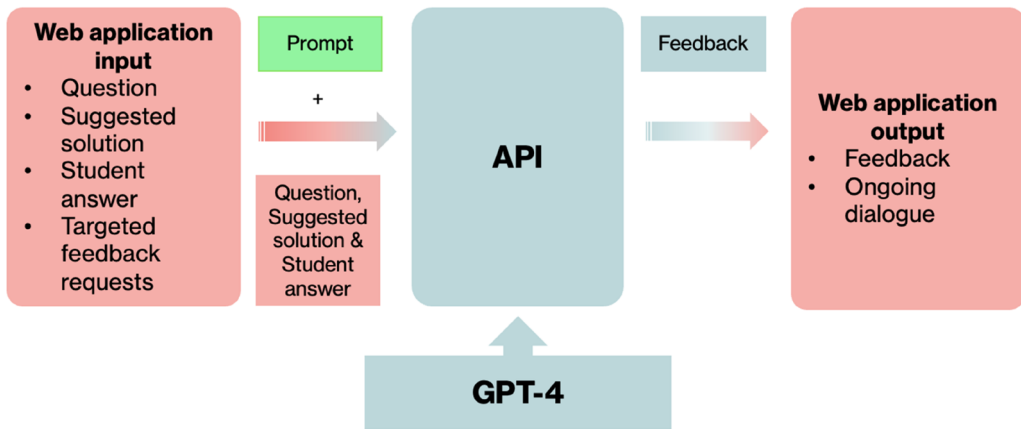 Web application
input
• Question
• Suggested
solution
• Student
answer
• Targeted
feedback
requests
Prompt
+
Question,
Suggested
solution &
Student
answer
API
GPT-4
Feedback
Web application
output
• Feedback
• Ongoing
dialogue